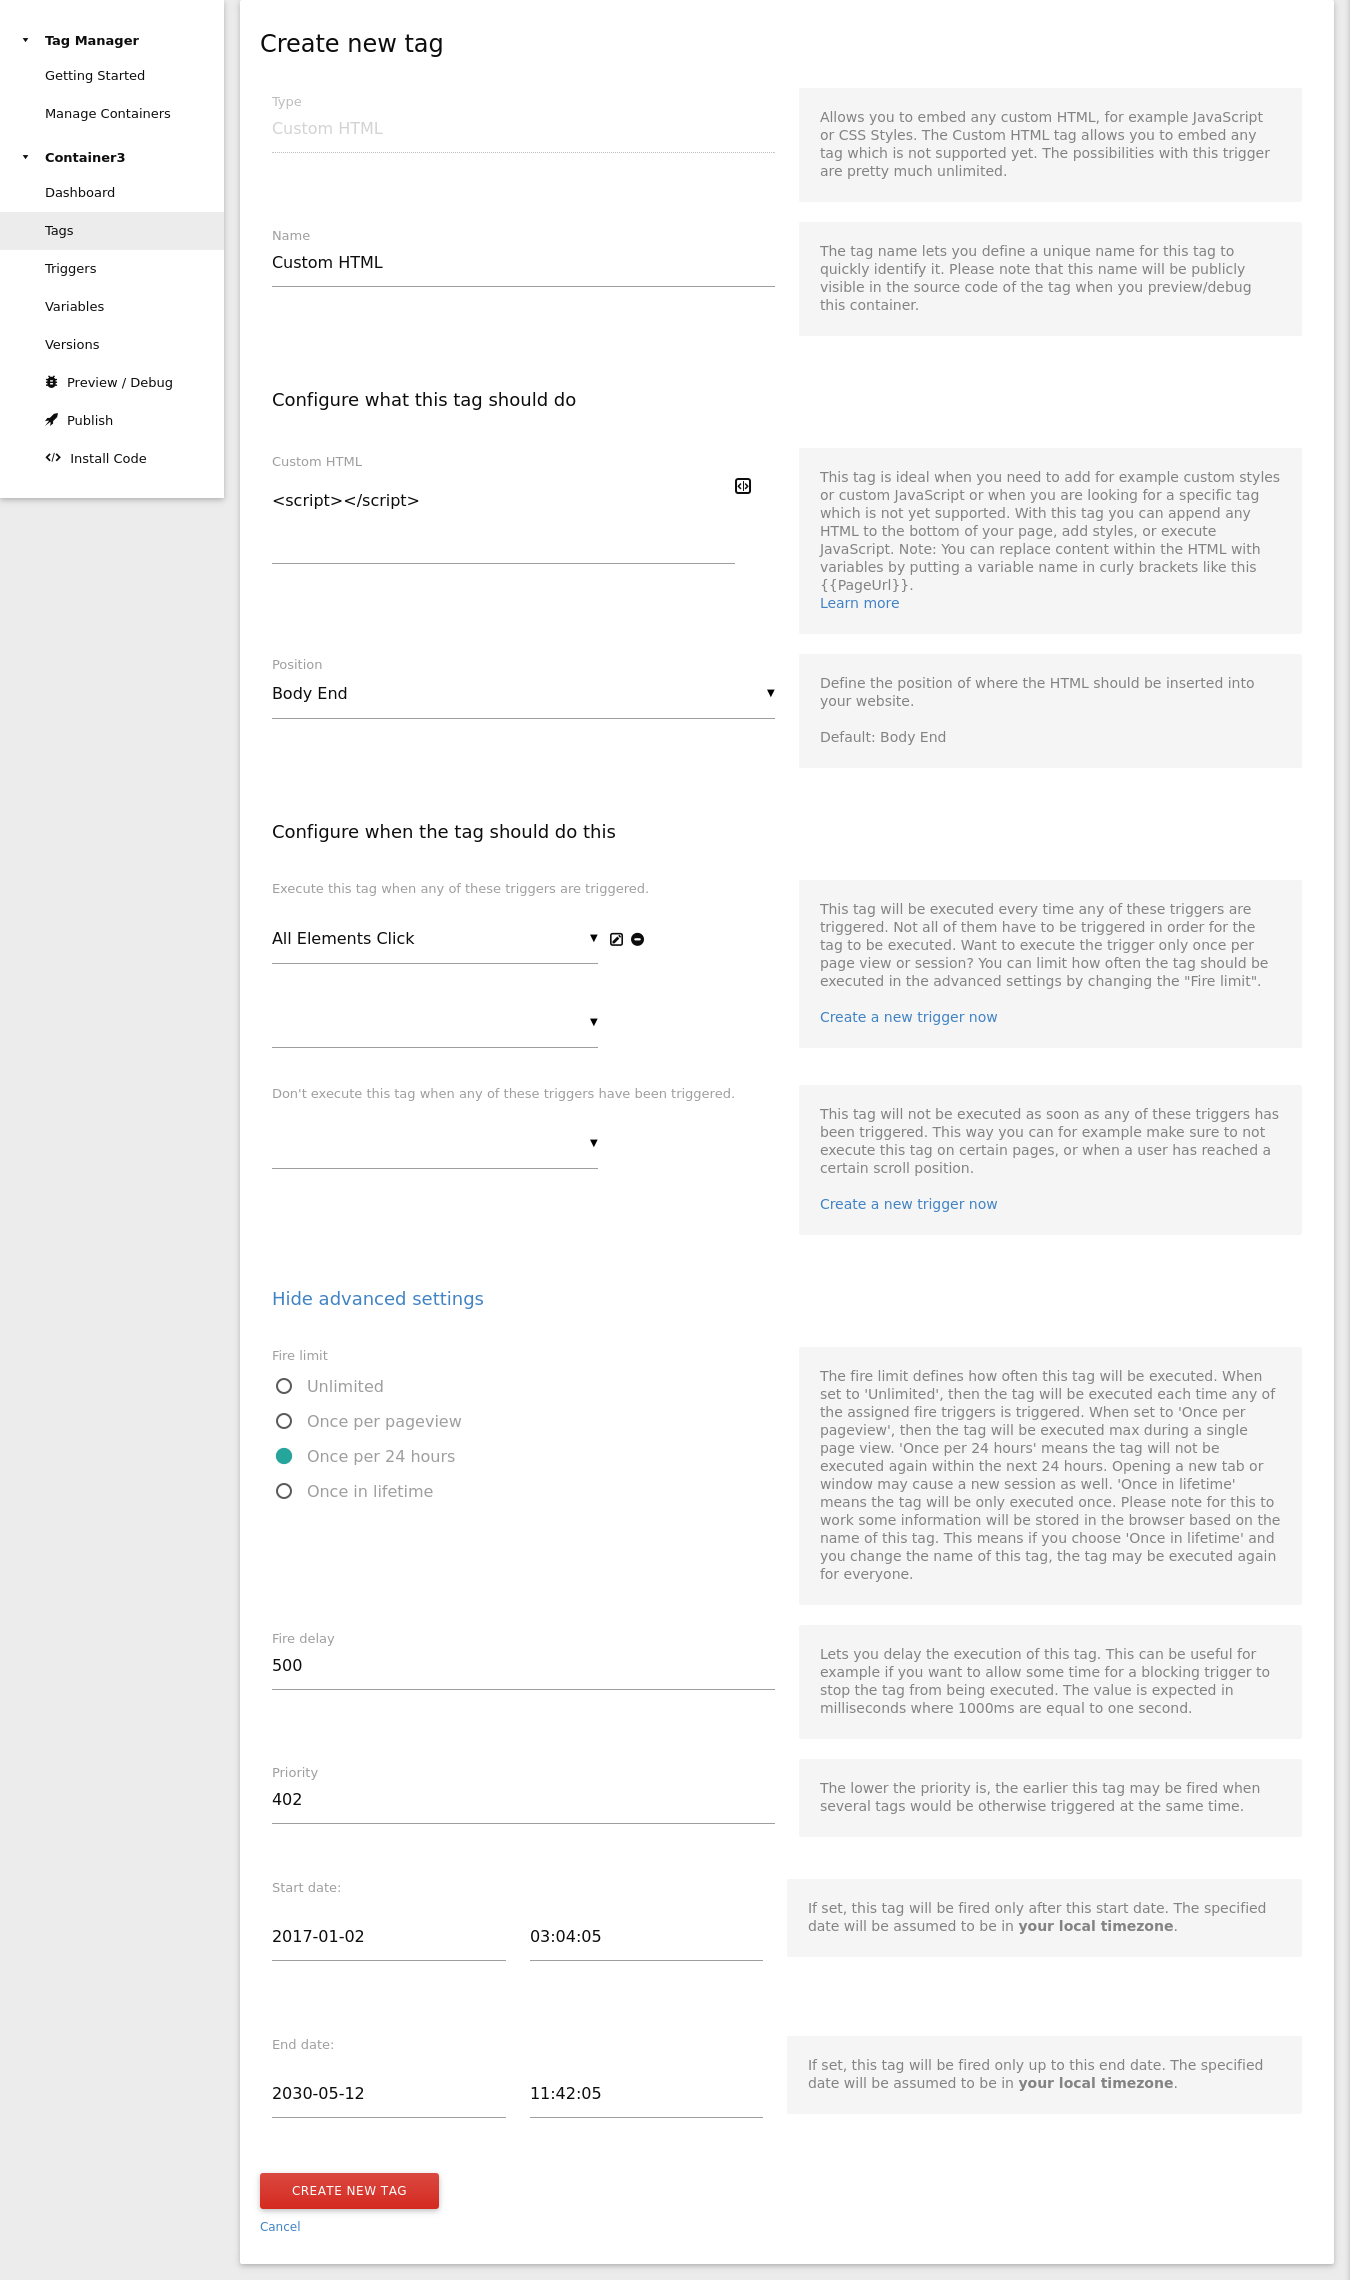 Tag Manager
Getting Started
Manage Containers
Container3
Dashboard
Tags
Triggers
Variables
Versions
Preview / Debug
Publish
Install Code
Create new tag
Type
Custom HTML
Allows you to embed any custom HTML, for example JavaScript
or CSS Styles. The Custom HTML tag allows you to embed any
tag which is not supported yet. The possibilities with this trigger
are pretty much unlimited.
Name
Custom HTML
The tag name lets you define a unique name for this tag to
quickly identify it. Please note that this name will be publicly
visible in the source code of the tag when you preview/debug
this container.
Configure what this tag should do
Custom HTML
<script></script>
This tag is ideal when you need to add for example custom styles
or custom JavaScript or when you are looking for a specific tag
which is not yet supported. With this tag you can append any
HTML to the bottom of your page, add styles, or execute
JavaScript. Note: You can replace content within the HTML with
variables by putting a variable name in curly brackets like this
{{PageUrl}}.
Learn more
Position
Body End
Define the position of where the HTML should be inserted into
your website.
Default: Body End
Configure when the tag should do this
Execute this tag when any of these triggers are triggered.
All Elements Click
This tag will be executed every time any of these triggers are
triggered. Not all of them have to be triggered in order for the
tag to be executed. Want to execute the trigger only once per
page view or session? You can limit how often the tag should be
executed in the advanced settings by changing the "Fire limit".
Create a new trigger now
Don't execute this tag when any of these triggers have been triggered.
This tag will not be executed as soon as any of these triggers has
been triggered. This way you can for example make sure to not
execute this tag on certain pages, or when a user has reached a
certain scroll position.
Create a new trigger now
Hide advanced settings
Fire limit
Unlimited
Once per pageview
Once per 24 hours
Once in lifetime
The fire limit defines how often this tag will be executed. When
set to 'Unlimited', then the tag will be executed each time any of
the assigned fire triggers is triggered. When set to 'Once per
pageview', then the tag will be executed max during a single
page view. 'Once per 24 hours' means the tag will not be
executed again within the next 24 hours. Opening a new tab or
window may cause a new session as well. 'Once in lifetime'
means the tag will be only executed once. Please note for this to
work some information will be stored in the browser based on the
name of this tag. This means if you choose 'Once in lifetime' and
you change the name of this tag, the tag may be executed again
for everyone.
Fire delay
500
Lets you delay the execution of this tag. This can be useful for
example if you want to allow some time for a blocking trigger to
stop the tag from being executed. The value is expected in
milliseconds where 1000ms are equal to one second.
Priority
402
The lower the priority is, the earlier this tag may be fired when
several tags would be otherwise triggered at the same time.
Start date:
2017-01-02
03:04:05
If set, this tag will be fired only after this start date. The specified
date will be assumed to be in your local timezone.
End date:
2030-05-12
11:42:05
If set, this tag will be fired only up to this end date. The specified
date will be assumed to be in your local timezone.
CREATE NEW TAG
Cancel